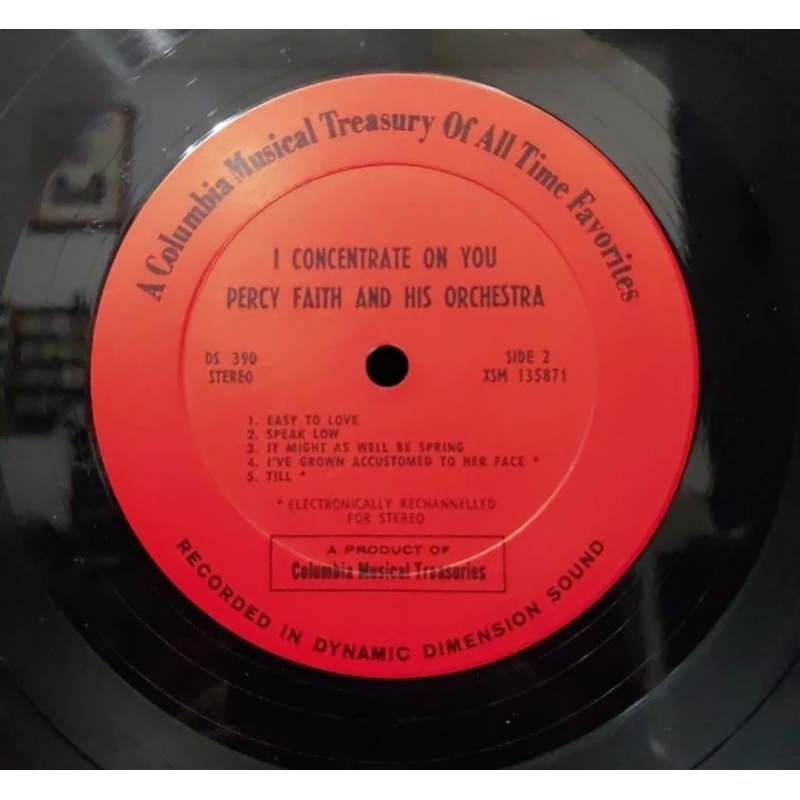 A Columbia Musical Treasury Of All Time Favorites
I CONCENTRATE ON YOU
PERCY FAITH AND HIS ORCHESTRA
DS 390
STEREO
SIDE 2
XSM 135871
1. EASY TO LOVE
2. SPEAK LOW
3. IT MIGHT AS WELL BE SPRING
4. I'VE GROWN ACCUSTOMED TO HER FACE *
5. TILL *
* ELECTRONICALLY RECHANNELLED
FOR STEREO
A PRODUCT OF
Columbia Musical Treasuries
RECORDED IN DYNAMIC DIMENSION SOUND